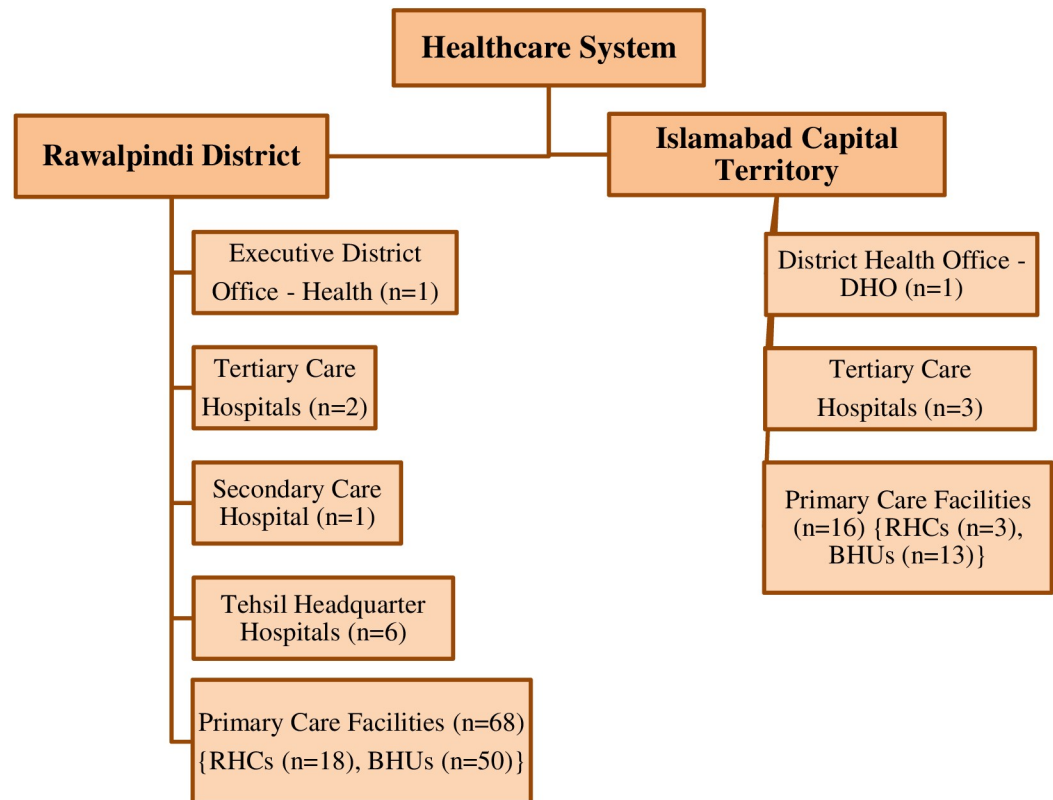 Healthcare System
Rawalpindi District
Executive District
Office - Health (n=1)
Tertiary Care
Hospitals (n=2)
Secondary Care
Hospital (n=1)
Tehsil Headquarter
Hospitals (n=6)
Primary Care Facilities (n=68)
{RHCs (n=18), BHUs (n=50)}
Islamabad Capital
Territory
District Health Office -
DHO (n=1)
Tertiary Care
Hospitals (n=3)
Primary Care Facilities
(n=16) {RHCs (n=3),
BHUs (n=13)}